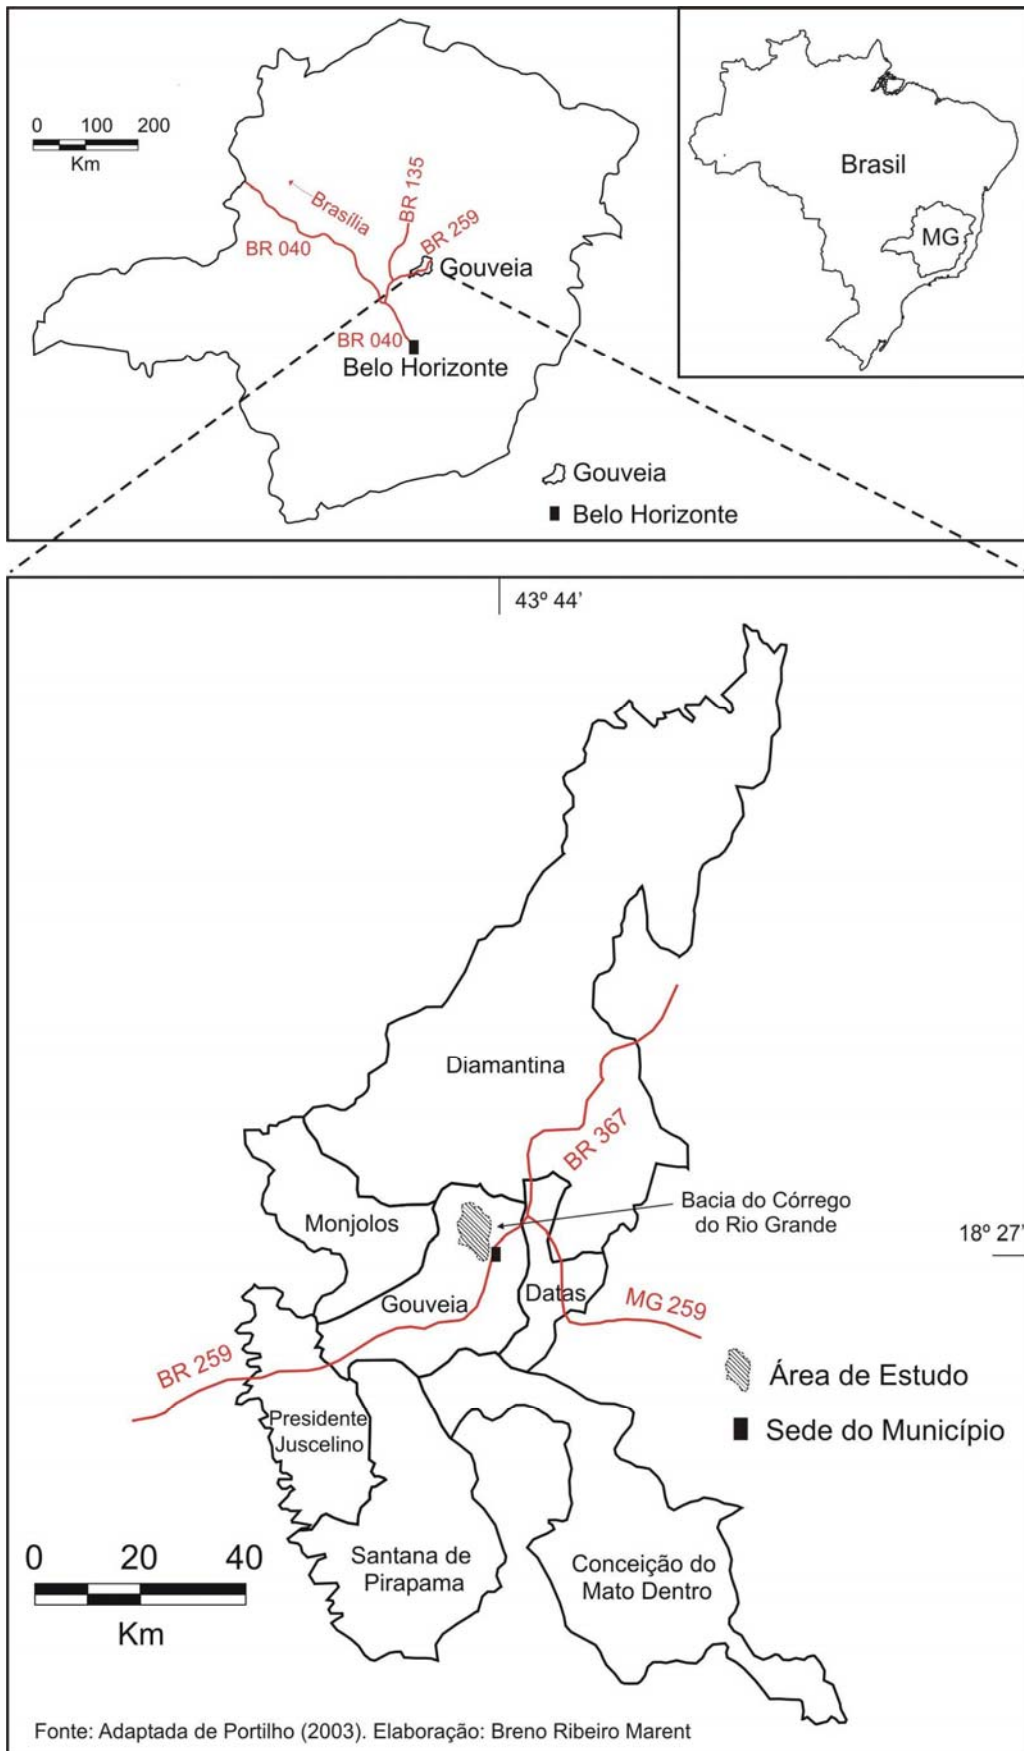 0 100 200
Km
Brasília
BR 135
BR 259
BR 040
Gouveia
BR 040
Belo Horizonte
Gouveia
Belo Horizonte
Brasil
MG
43º 44’
Diamantina
BR 367
Monjolos
Bacia do Córrego
do Rio Grande
18º 27’
Gouveia
Datas
MG 259
BR 259
Área de Estudo
Presidente
Juscelino
Sede do Município
0 20 40
Km
Santana de
Pirapama
Conceição do
Mato Dentro
Fonte: Adaptada de Portilho (2003). Elaboração: Breno Ribeiro Marent